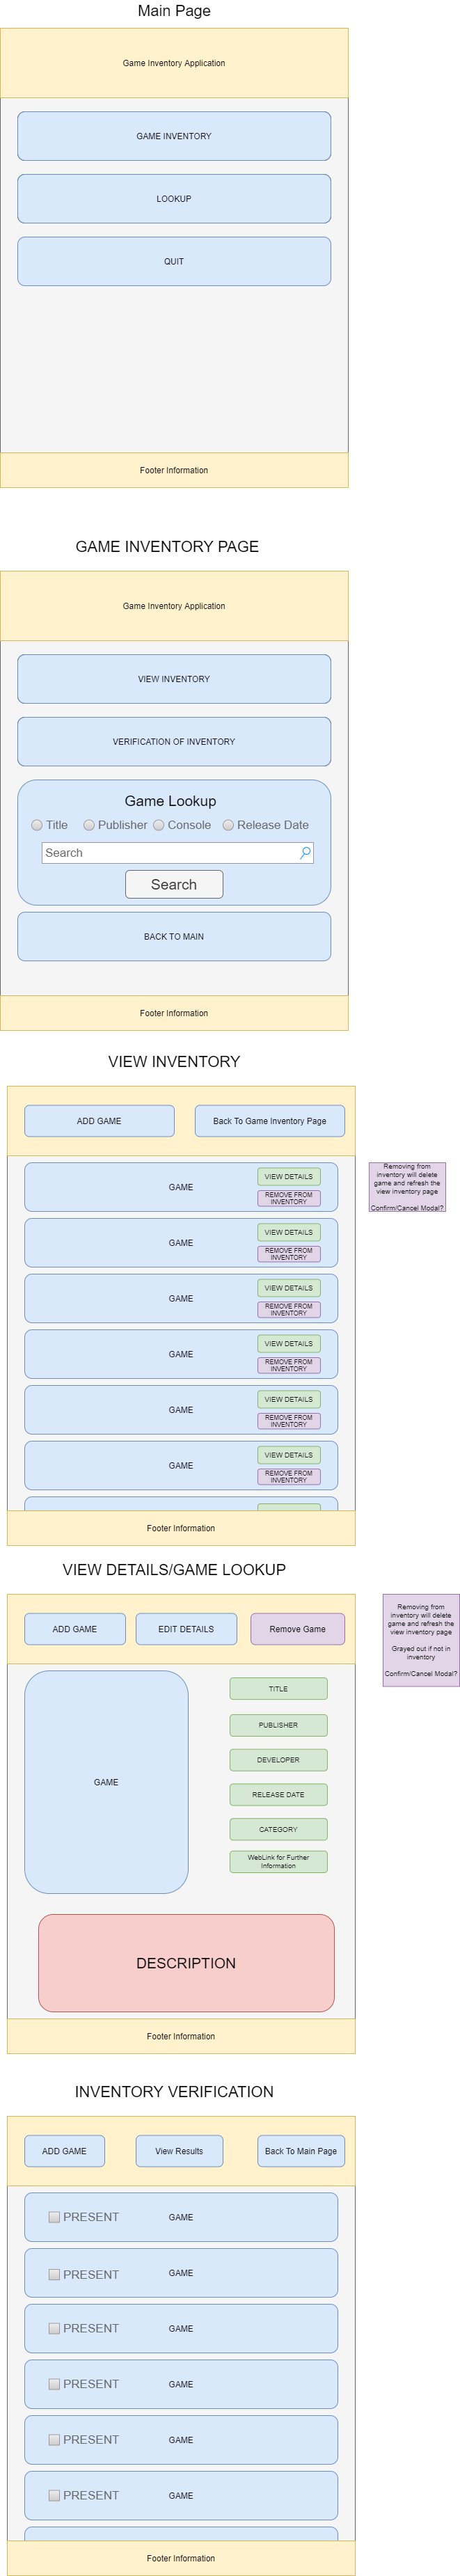 Main Page
Game Inventory Application
GAME INVENTORY
LOOKUP
QUIT
Footer Information
GAME INVENTORY PAGE
Game Inventory Application
VIEW INVENTORY
VERIFICATION OF INVENTORY
Game Lookup
Title Publisher Console Release Date
Search
Search
BACK TO MAIN
Footer Information
VIEW INVENTORY
ADD GAME Back To Game Inventory Page
GAME
VIEW DETAILS
REMOVE FROM
INVENTORY
Removing from
inventory will delete
game and refresh the
view inventory page
Confirm/Cancel Modal?
GAME
VIEW DETAILS
REMOVE FROM
INVENTORY
GAME
VIEW DETAILS
REMOVE FROM
INVENTORY
GAME
VIEW DETAILS
REMOVE FROM
INVENTORY
GAME
VIEW DETAILS
REMOVE FROM
INVENTORY
GAME
VIEW DETAILS
REMOVE FROM
INVENTORY
Footer Information
VIEW DETAILS/GAME LOOKUP
ADD GAME EDIT DETAILS Remove Game
Removing from
inventory will delete
game and refresh the
view inventory page
Grayed out if not in
inventory
Confirm/Cancel Modal?
GAME
TITLE
PUBLISHER
DEVELOPER
RELEASE DATE
CATEGORY
WebLink for Further
Information
DESCRIPTION
Footer Information
INVENTORY VERIFICATION
ADD GAME View Results Back To Main Page
PRESENT GAME
PRESENT GAME
PRESENT GAME
PRESENT GAME
PRESENT GAME
PRESENT GAME
Footer Information